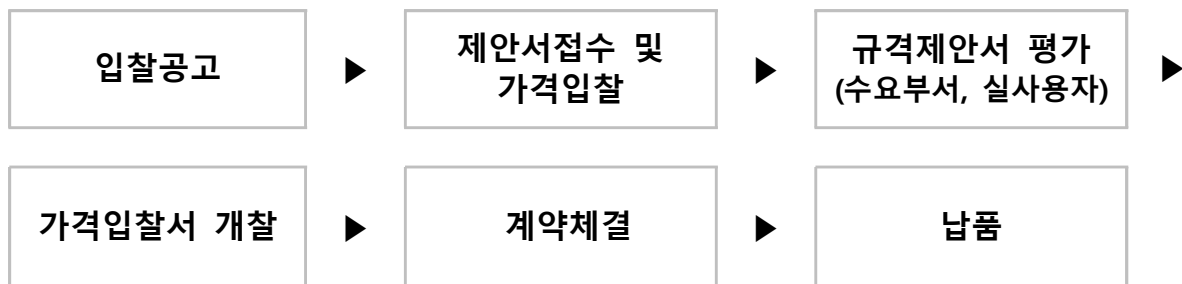 입찰공고
▶
제안서접수 및
가격입찰
▶
규격제안서 평가
(수요부서, 실사용자)
▶
가격입찰서 개찰
▶
계약체결
▶
납품